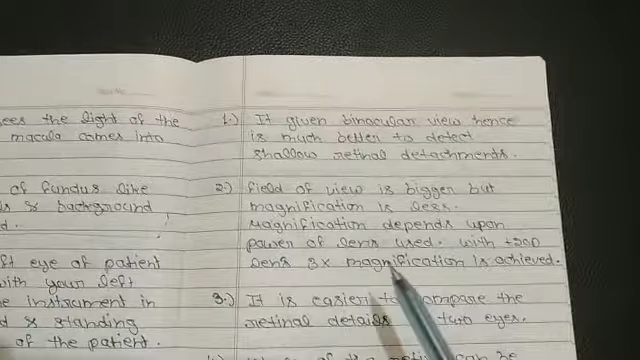 ees the light of the
macula comes into
of fundus like
s & background
d.
ft eye of patient
with your left
e instrument in
d & standing
of the patient.
1.) It given binocular view hence
is much better to detect
shallow retinal detachments.
2.) field of view is bigger but
magnification is less.
Magnification depends upon
power of lens used. with +20D
lens 3x magnification is achieved.
3.) It is easier to compare the
retinal details two eyes.